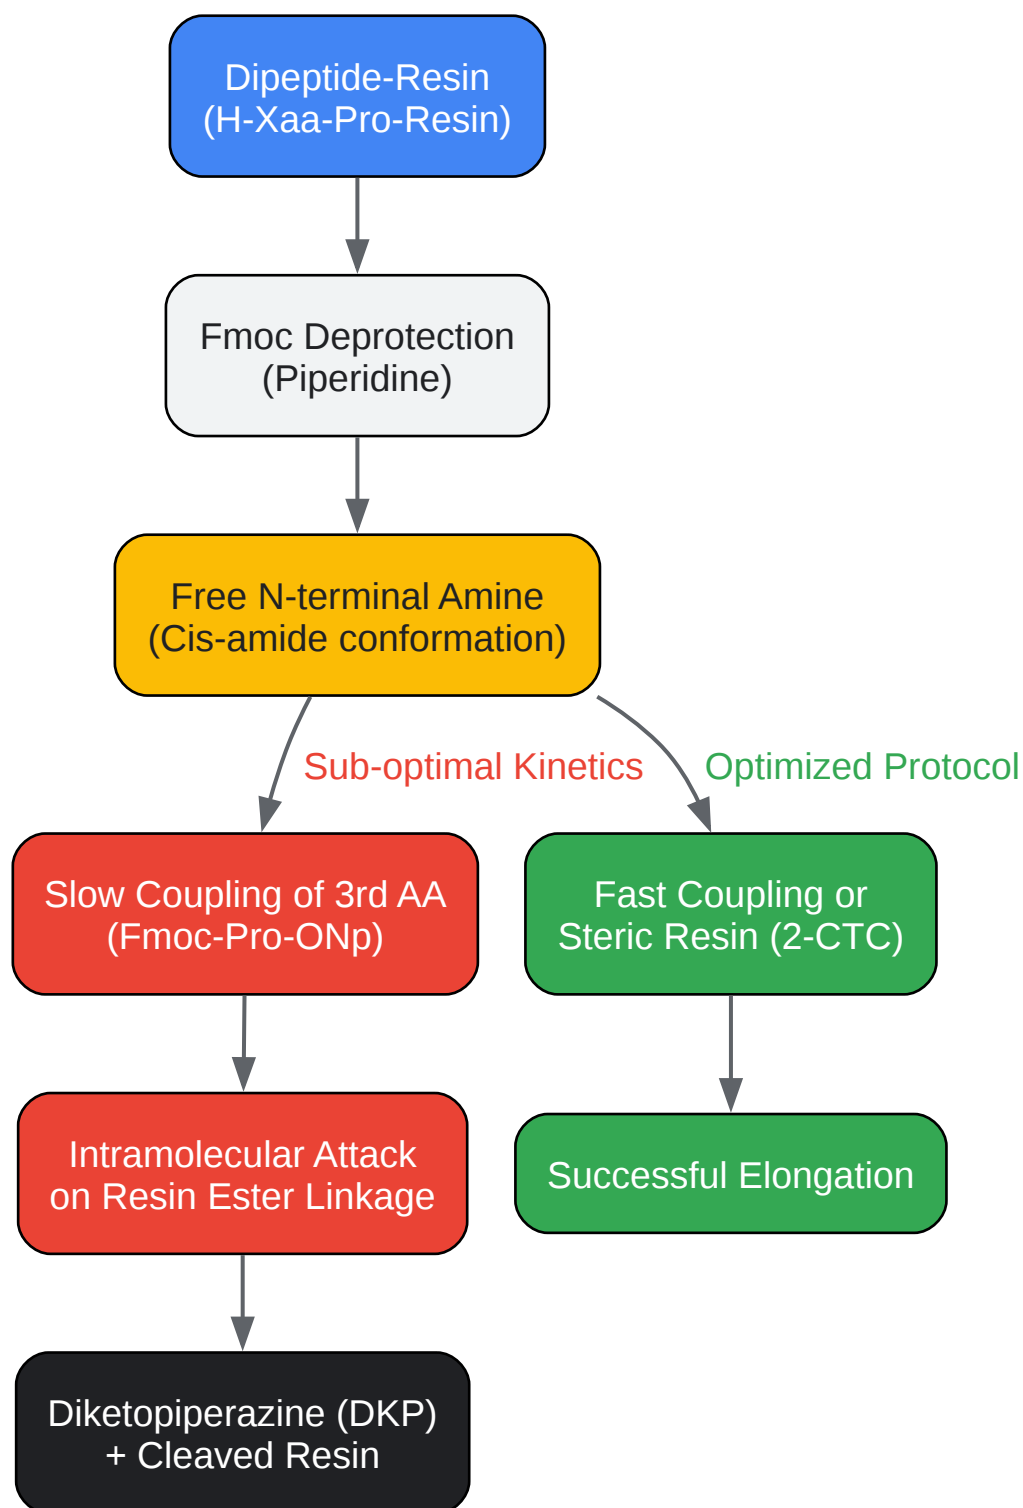 Dipeptide-Resin
(H-Xaa-Pro-Resin)
Fmoc Deprotection
(Piperidine)
Free N-terminal Amine
(Cis-amide conformation)
Sub-optimal Kinetics
Optimized Protocol
Slow Coupling of 3rd AA
(Fmoc-Pro-ONp)
Fast Coupling or
Steric Resin (2-CTC)
Intramolecular Attack
on Resin Ester Linkage
Successful Elongation
Diketopiperazine (DKP)
+ Cleaved Resin